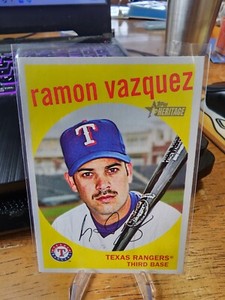 ramon vazquez
Topps
HERITAGE
T
TEXAS RANGERS®
THIRD BASE